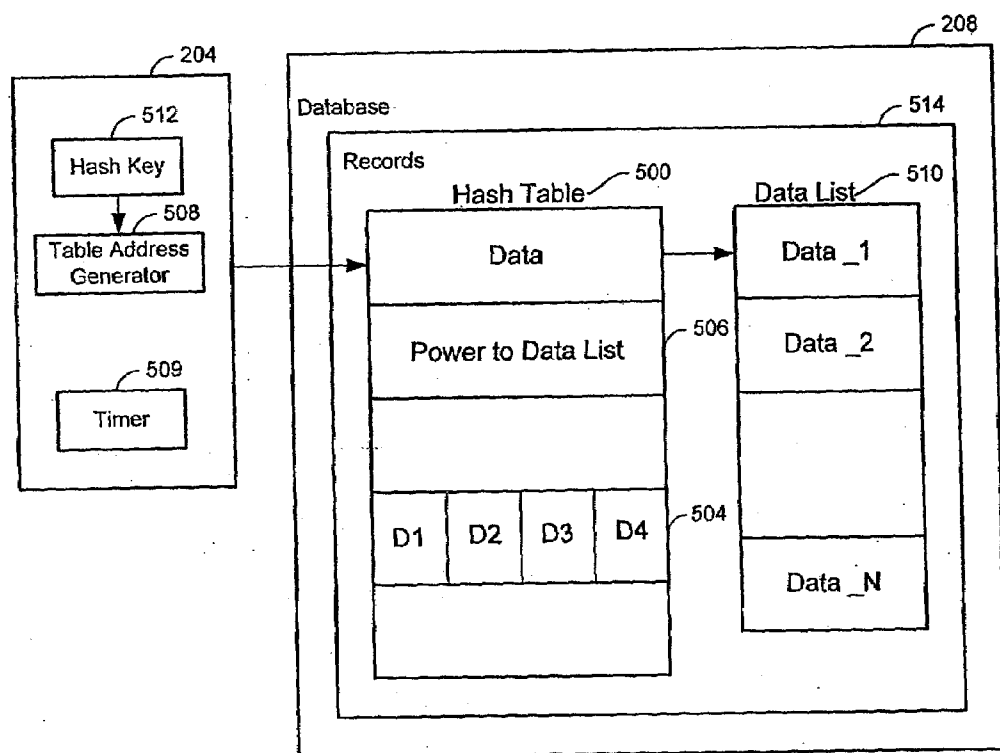 204
512
Hash Key
508
Table Address
Generator
509
Timer
208
Database
514
Records
Hash Table
500
Data List
510
Data
Data _1
Power to Data List
506
Data _2
D1 D2 D3 D4
504
Data _N